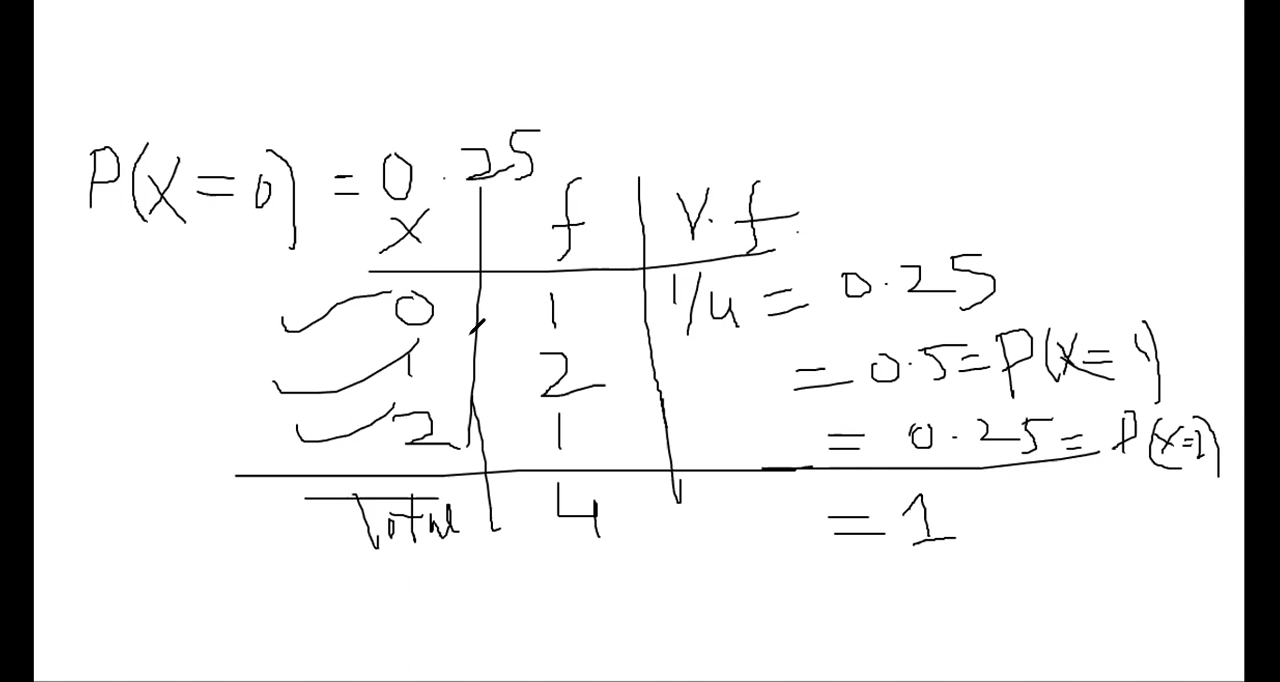 P(X=0) = 0.25
X f r.f.
0 1 1/4 = 0.25
1 2 = 0.5 = P(X=1)
2 1 = 0.25 = P(X=2)
Total 4 = 1